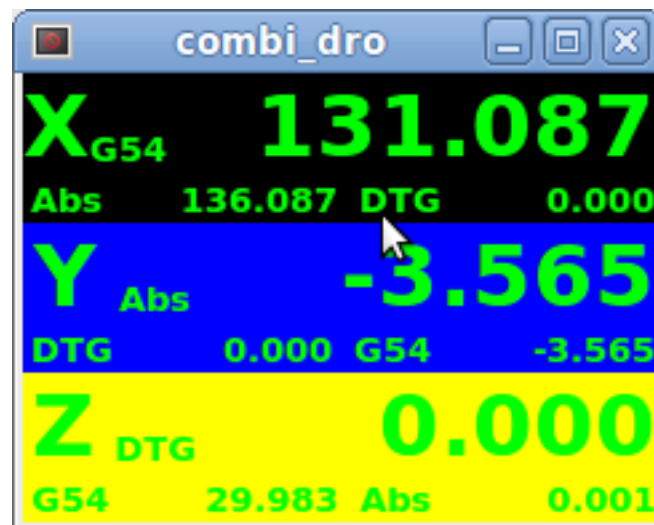 combi_dro
X G54 131.087
Abs 136.087 DTG 0.000
Y Abs -3.565
DTG 0.000 G54 -3.565
Z DTG 0.000
G54 29.983 Abs 0.001